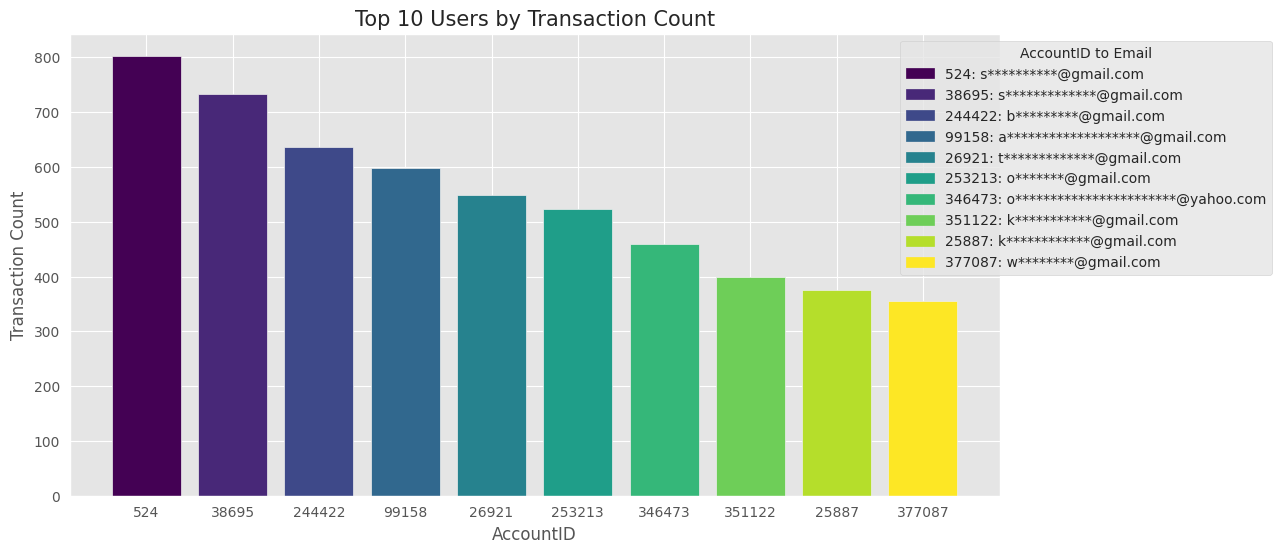 Top 10 Users by Transaction Count
AccountID to Email
524: s**********@gmail.com
38695: s*************@gmail.com
244422: b*********@gmail.com
99158: a*******************@gmail.com
26921: t*************@gmail.com
253213: o*******@gmail.com
346473: o***********************@yahoo.com
351122: k***********@gmail.com
25887: k************@gmail.com
377087: w********@gmail.com
Transaction Count
800
700
600
500
400
300
200
100
0
524 38695 244422 99158 26921 253213 346473 351122 25887 377087
AccountID